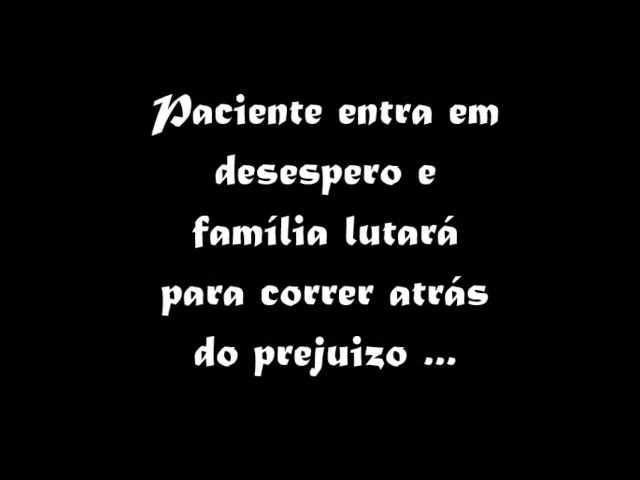 Paciente entra em
desespero e
família lutará
para correr atrás
do prejuizo ...